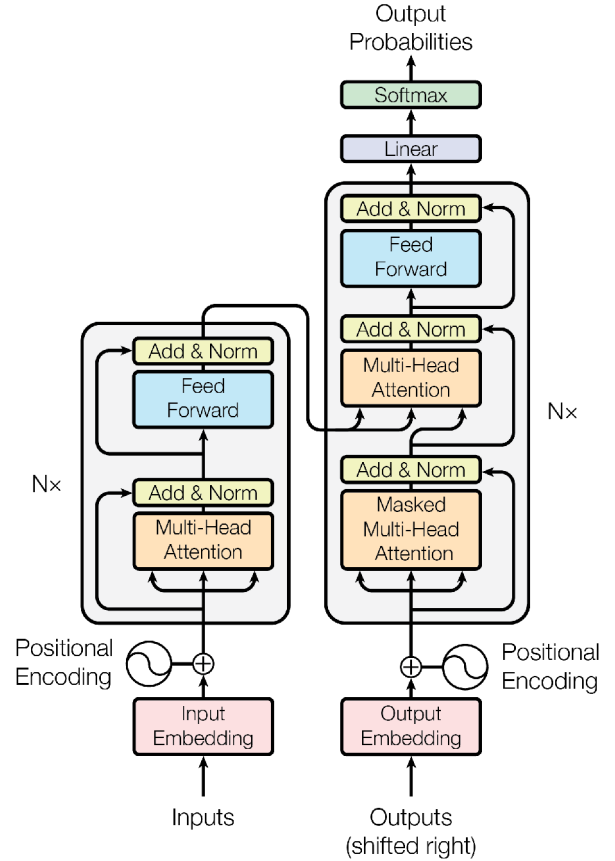 Output
Probabilities
Softmax
Linear
Add & Norm
Feed
Forward
Add & Norm
Multi-Head
Attention
Add & Norm
Masked
Multi-Head
Attention
N×
Add & Norm
Feed
Forward
Add & Norm
Multi-Head
Attention
N×
Positional
Encoding
Positional
Encoding
Input
Embedding
Output
Embedding
Inputs
Outputs
(shifted right)